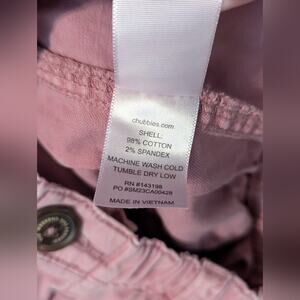 chubbies.com
SHELL:
98% COTTON
2% SPANDEX
MACHINE WASH COLD
TUMBLE DRY LOW
RN #143198
PO #SM23CA00428
MADE IN VIETNAM